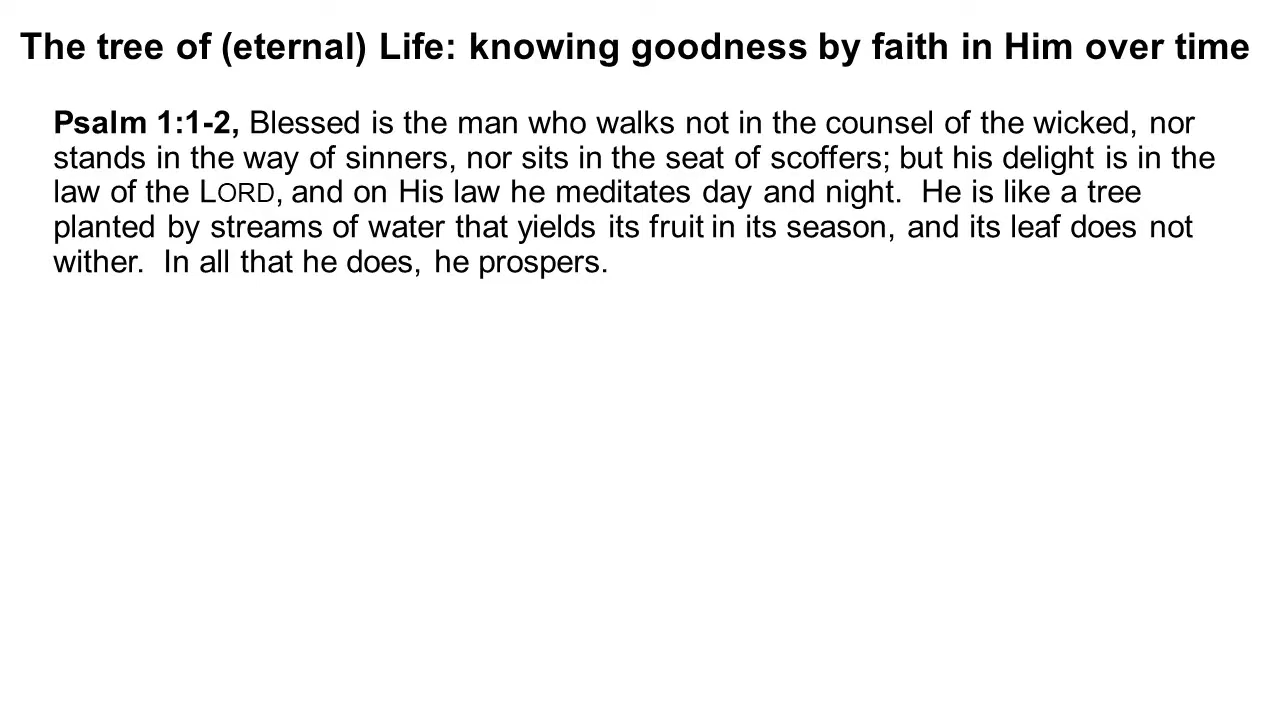 The tree of (eternal) Life: knowing goodness by faith in Him over time
Psalm 1:1-2, Blessed is the man who walks not in the counsel of the wicked, nor
stands in the way of sinners, nor sits in the seat of scoffers; but his delight is in the
law of the LORD, and on His law he meditates day and night.  He is like a tree
planted by streams of water that yields its fruit in its season, and its leaf does not
wither.  In all that he does, he prospers.